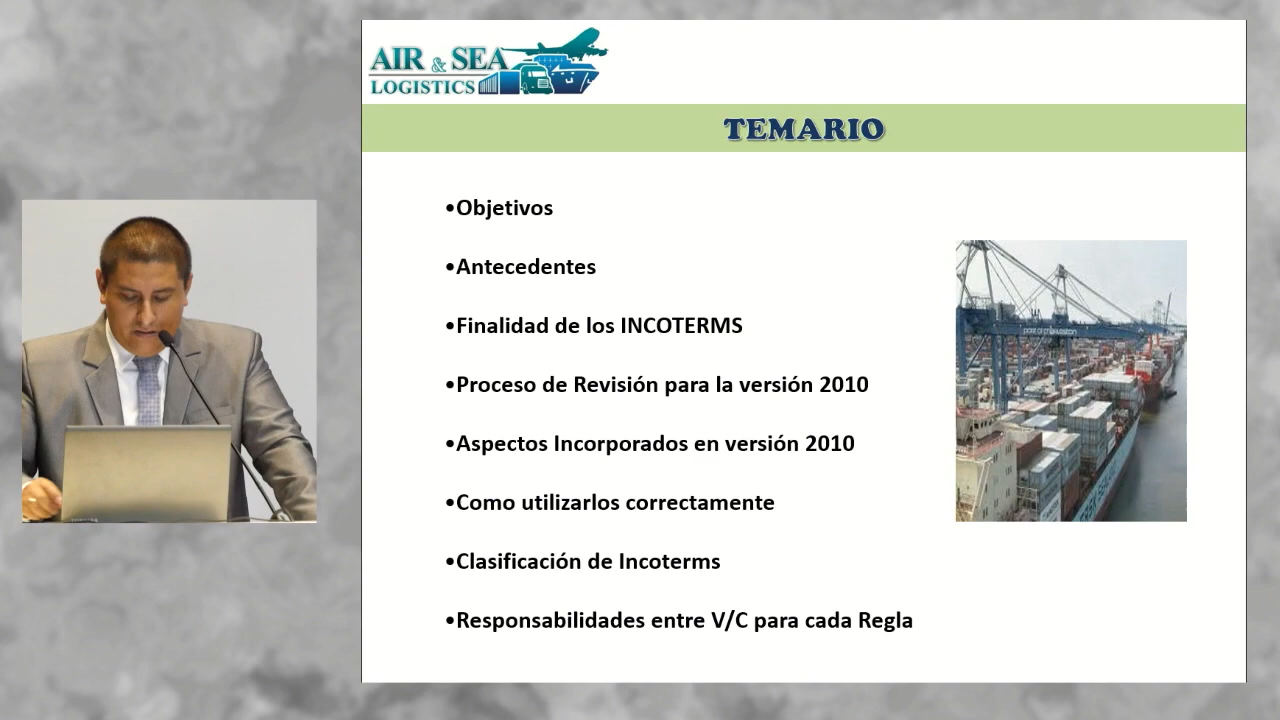 AIR & SEA
LOGISTICS
TEMARIO
•Objetivos
•Antecedentes
•Finalidad de los INCOTERMS
•Proceso de Revisión para la versión 2010
•Aspectos Incorporados en versión 2010
•Como utilizarlos correctamente
•Clasificación de Incoterms
•Responsabilidades entre V/C para cada Regla